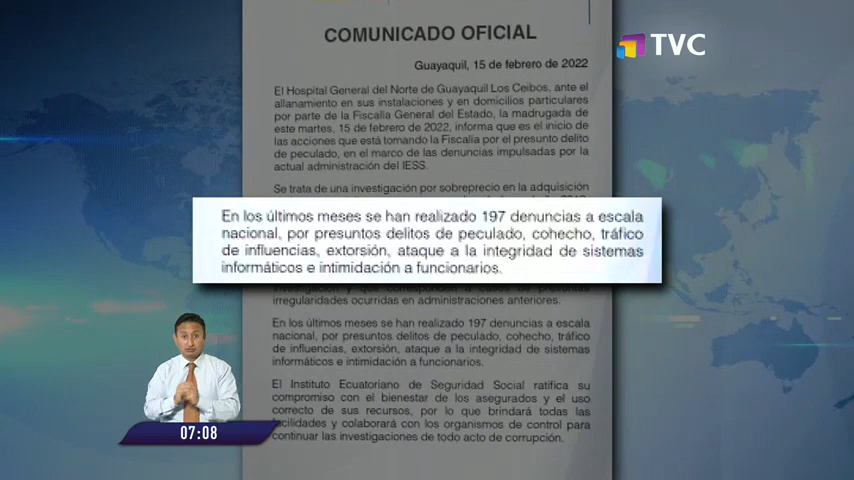 COMUNICADO OFICIAL
TVC
Guayaquil, 15 de febrero de 2022
El Hospital General del Norte de Guayaquil Los Ceibos, ante el
allanamiento en sus instalaciones y en domicilios particulares
por parte de la Fiscalía General del Estado, la madrugada de
este martes, 15 de febrero de 2022, informa que es el inicio de
las acciones que está tomando la Fiscalía por el presunto delito
de peculado, en el marco de las denuncias impulsadas por la
actual administración del IESS.
Se trata de una investigación por sobreprecio en la adquisición
En los últimos meses se han realizado 197 denuncias a escala
nacional, por presuntos delitos de peculado, cohecho, tráfico
de influencias, extorsión, ataque a la integridad de sistemas
informáticos e intimidación a funcionarios.
irregularidades ocurridas en administraciones anteriores.
En los últimos meses se han realizado 197 denuncias a escala
nacional, por presuntos delitos de peculado, cohecho, tráfico
de influencias, extorsión, ataque a la integridad de sistemas
informáticos e intimidación a funcionarios.
El Instituto Ecuatoriano de Seguridad Social ratifica su
compromiso con el bienestar de los asegurados y el uso
correcto de sus recursos, por lo que brindará todas las
facilidades y colaborará con los organismos de control para
continuar las investigaciones de todo acto de corrupción.
07:08